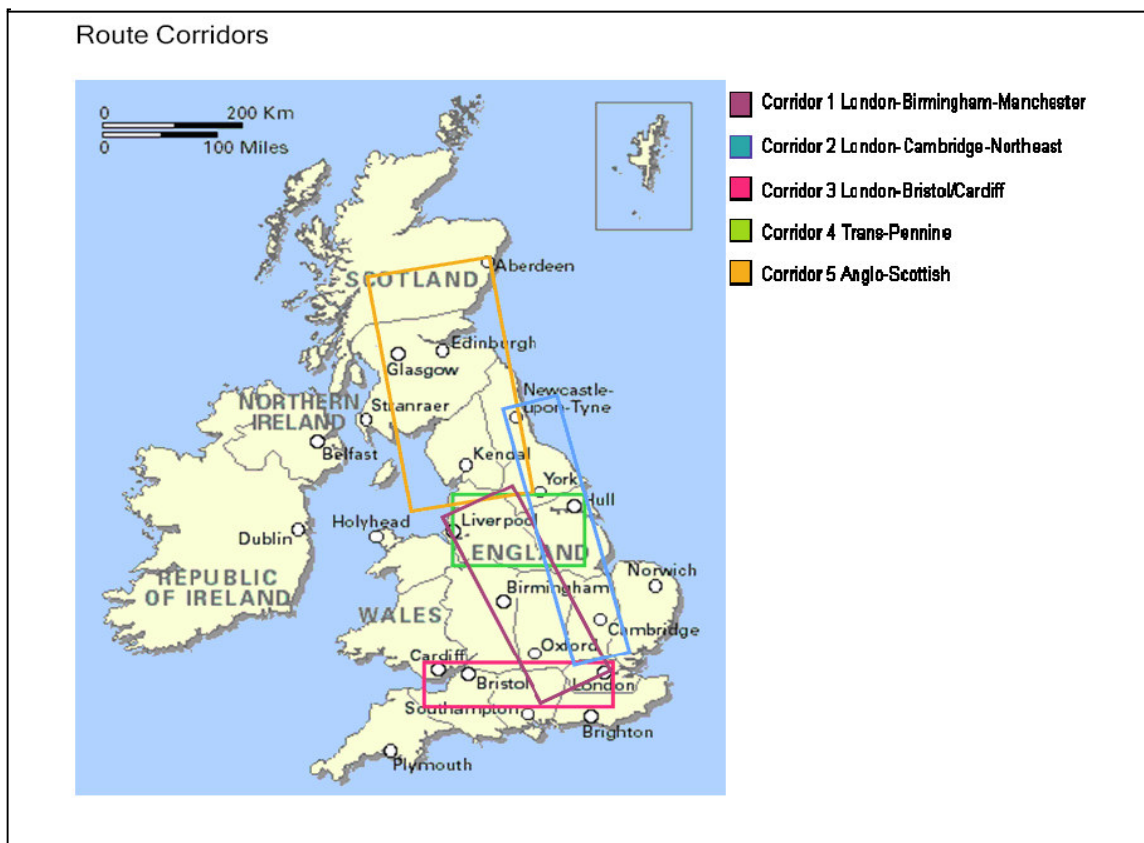 Route Corridors
0 200 Km
0 100 Miles
Corridor 1 London-Birmingham-Manchester
Corridor 2 London-Cambridge-Northeast
Corridor 3 London-Bristol/Cardiff
Corridor 4 Trans-Pennine
Corridor 5 Anglo-Scottish
Aberdeen
SCOTLAND
Edinburgh
Glasgow
Newcastle-
upon-Tyne
NORTHERN
IRELAND
Stranraer
Belfast
Kendal
York
Hull
Liverpool
Holyhead
Dublin
ENGLAND
REPUBLIC
OF IRELAND
Norwich
Birmingham
WALES
Cambridge
Oxford
Cardiff
Bristol
London
Southampton
Brighton
Plymouth